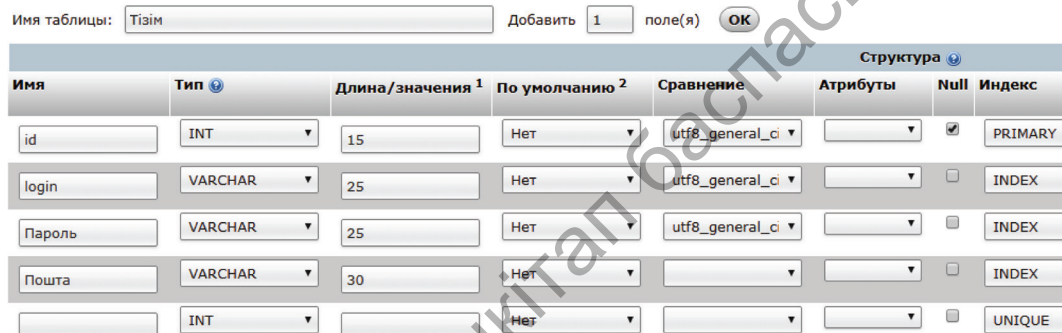 Имя таблицы: Тізім Добавить 1 поле(я) ОК
Структура
Имя Тип Длина/значения 1 По умолчанию 2 Сравнение Атрибуты Null Индекс
id INT 15 Нет utf8_general_ci PRIMARY
login VARCHAR 25 Нет utf8_general_ci INDEX
Пароль VARCHAR 25 Нет utf8_general_ci INDEX
Пошта VARCHAR 30 Нет INDEX
INT Нет UNIQUE